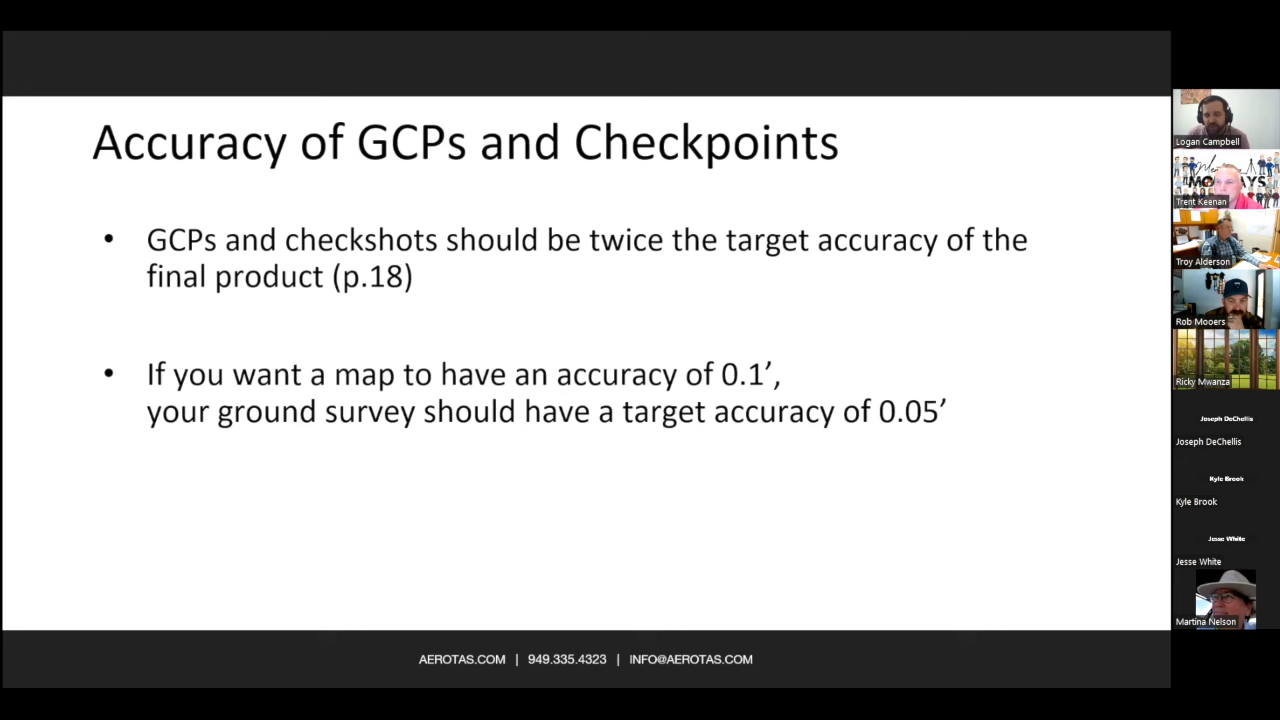 Accuracy of GCPs and Checkpoints
• GCPs and checkshots should be twice the target accuracy of the
final product (p.18)
• If you want a map to have an accuracy of 0.1’,
your ground survey should have a target accuracy of 0.05’
AEROTAS.COM | 949.335.4323 | INFO@AEROTAS.COM
Logan Campbell
Trent Keenan
Troy Alderson
Rob Mooers
Ricky Mwanza
Joseph DeChellis
Joseph DeChellis
Kyle Brook
Kyle Brook
Jesse White
Jesse White
Martina Nelson